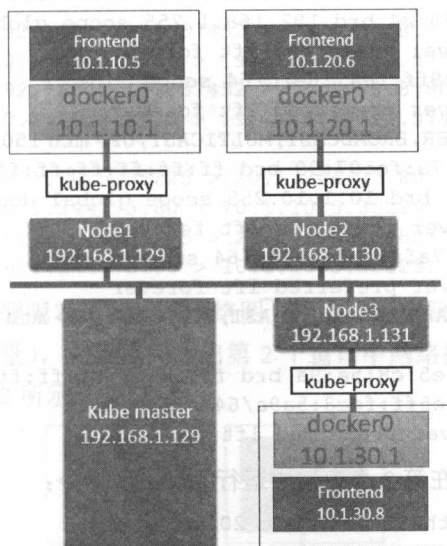 Frontend
10.1.10.5
docker0
10.1.10.1
kube-proxy
Node1
192.168.1.129
Frontend
10.1.20.6
docker0
10.1.20.1
kube-proxy
Node2
192.168.1.130
Kube master
192.168.1.129
Node3
192.168.1.131
kube-proxy
docker0
10.1.30.1
Frontend
10.1.30.8